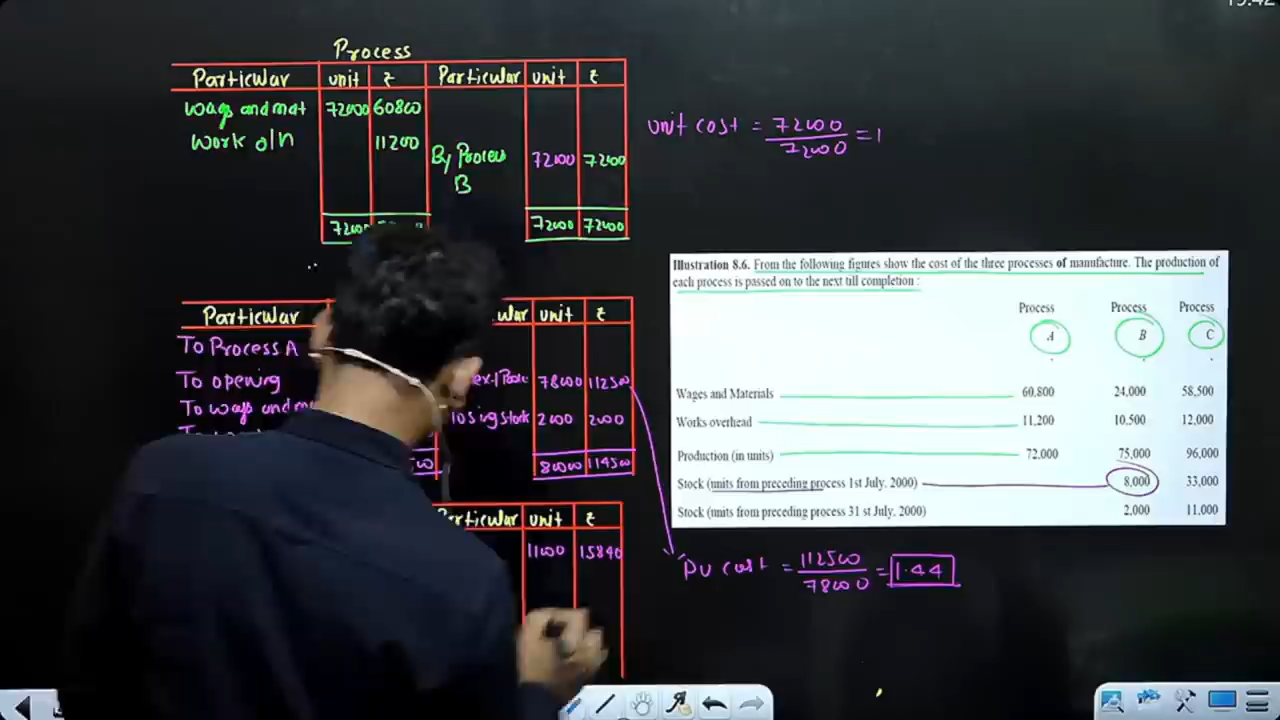 Process
Particular unit ₹ Particular unit ₹
Wags and mat 72000 60800
Work o/h 11200
By Process B 72000 72000
72000 72000
unit cost = 72000 / 72000 = 1
Illustration 8.6. From the following figures show the cost of the three processes of manufacture. The production of
each process is passed on to the next till completion :
Process Process Process
A B C
Wages and Materials 60,800 24,000 58,500
Works overhead 11,200 10,500 12,000
Production (in units) 72,000 75,000 96,000
Stock (units from preceding process 1st July. 2000) 8,000 33,000
Stock (units from preceding process 31 st July, 2000) 2,000 11,000
Particular unit ₹
To Process A
To opening 78000 112500
To wags and 2000 2000
80000 114500
Particular unit ₹
11000 15840
PU cost = 112500 / 78000 = 1.44